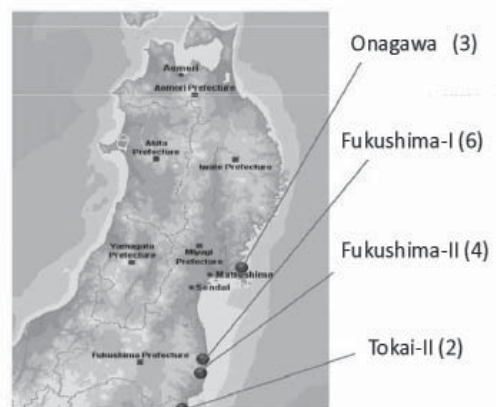 Onagawa (3)
Aomori
Aomori Prefecture
Fukushima-I (6)
Akita
Prefecture
Iwate Prefecture
Yamagata
Prefecture
Miyagi
Prefecture
Fukushima-II (4)
Matsushima
Sendai
Tokai-II (2)
Fukushima Prefecture